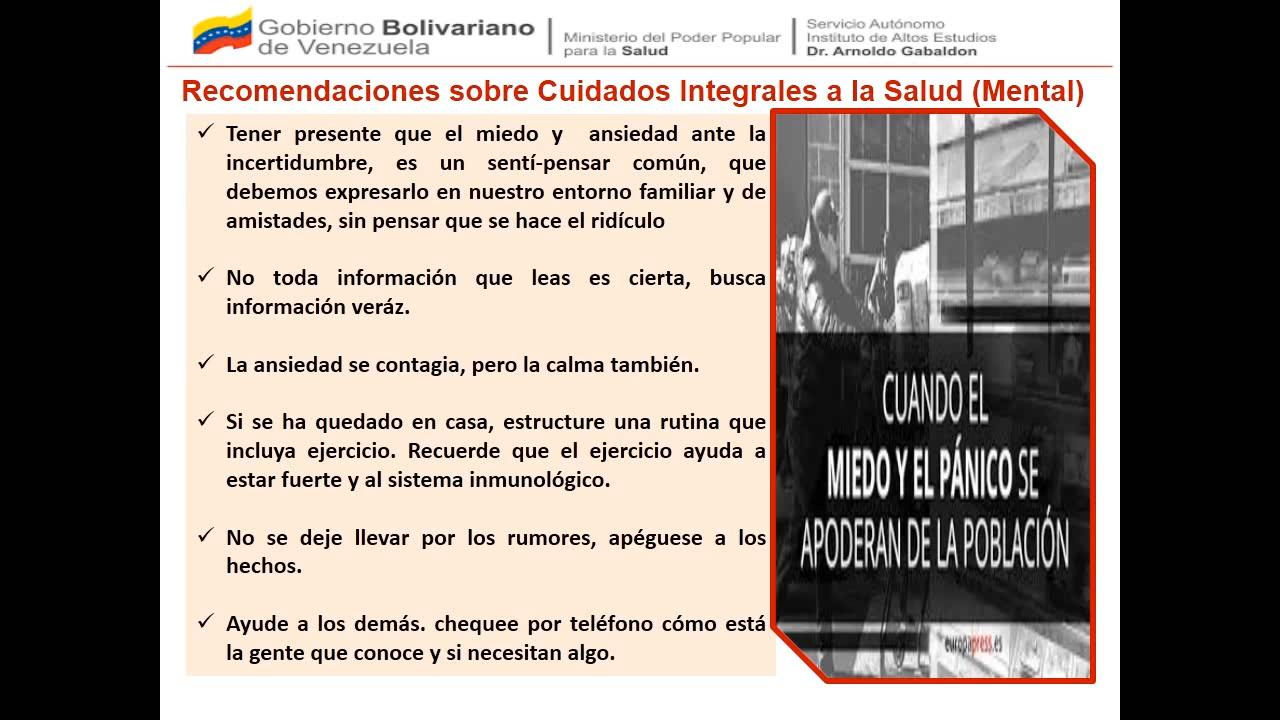 Gobierno Bolivariano
de Venezuela
Ministerio del Poder Popular
para la Salud
Servicio Autónomo
Instituto de Altos Estudios
Dr. Arnoldo Gabaldon
Recomendaciones sobre Cuidados Integrales a la Salud (Mental)
✓ Tener presente que el miedo y ansiedad ante la
incertidumbre, es un sentí-pensar común, que
debemos expresarlo en nuestro entorno familiar y de
amistades, sin pensar que se hace el ridículo
✓ No toda información que leas es cierta, busca
información veráz.
✓ La ansiedad se contagia, pero la calma también.
✓ Si se ha quedado en casa, estructure una rutina que
incluya ejercicio. Recuerde que el ejercicio ayuda a
estar fuerte y al sistema inmunológico.
✓ No se deje llevar por los rumores, apéguese a los
hechos.
✓ Ayude a los demás. chequee por teléfono cómo está
la gente que conoce y si necesitan algo.
CUANDO EL
MIEDO Y EL PÁNICO SE
APODERAN DE LA POBLACIÓN
europapress.es